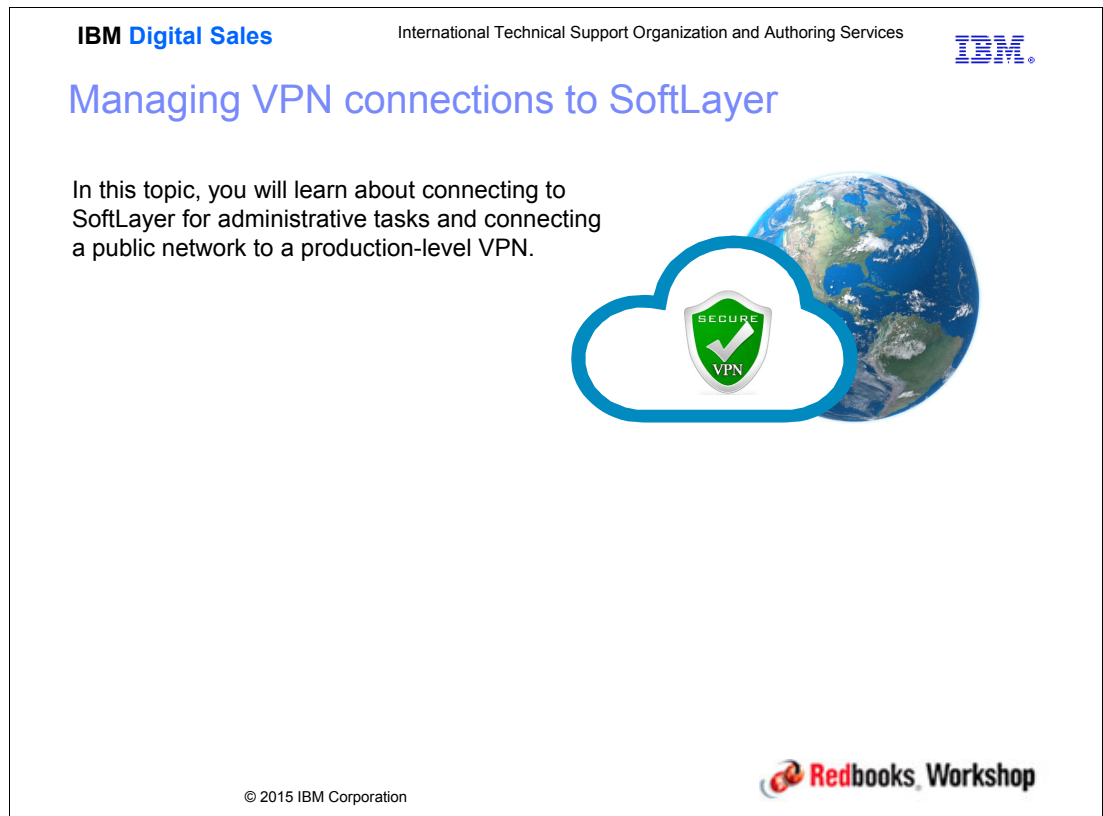 IBM Digital Sales
International Technical Support Organization and Authoring Services
IBM®
Managing VPN connections to SoftLayer
In this topic, you will learn about connecting to
SoftLayer for administrative tasks and connecting
a public network to a production-level VPN.
SECURE
VPN
© 2015 IBM Corporation
Redbooks® Workshop